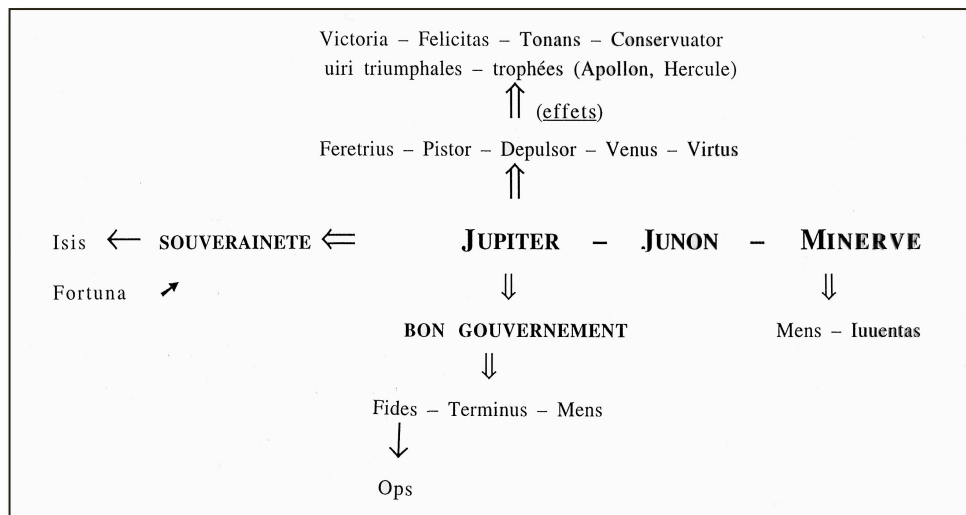 Victoria – Felicitas – Tonans – Conservuator
uiri triumphales – trophées (Apollon, Hercule)
(effets)
Feretrius – Pistor – Depulsor – Venus – Virtus
Isis ← SOUVERAINETE ⇐ JUPITER – JUNON – MINERVE
Fortuna
BON GOUVERNEMENT
Mens – Iuuentas
Fides – Terminus – Mens
Ops